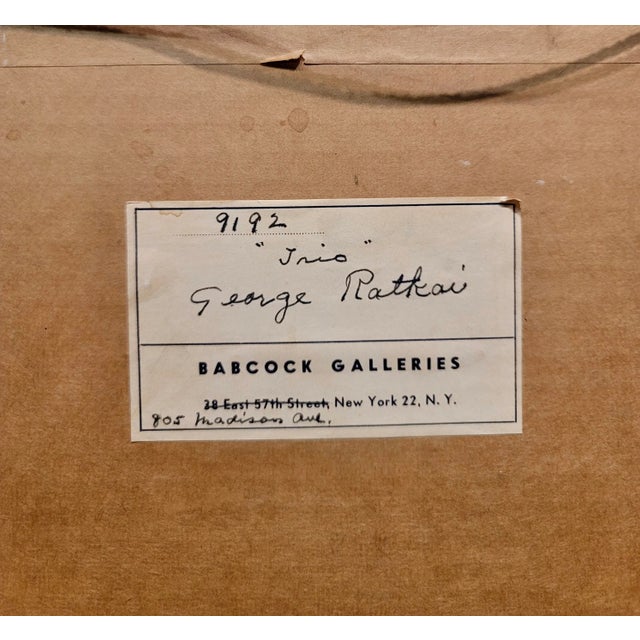 9192
"Trio"
George Ratkai
BABCOCK GALLERIES
38 East 57th Street, New York 22, N. Y.
805 Madison Ave.